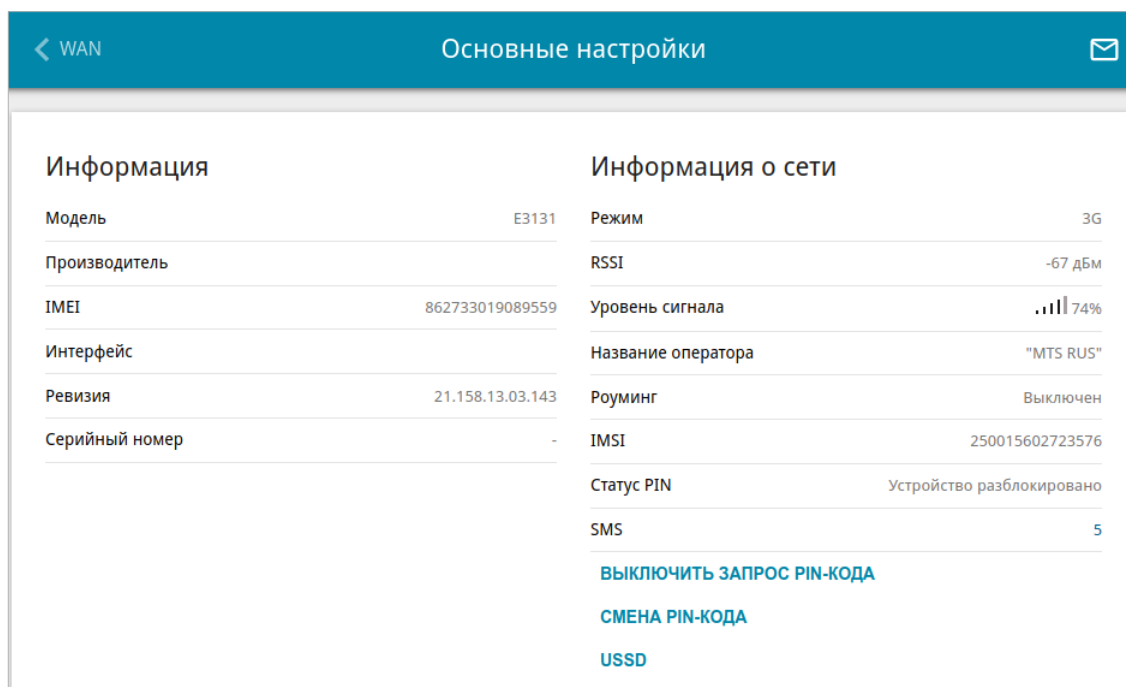 WAN
Основные настройки
Информация
Модель E3131
Производитель
IMEI 862733019089559
Интерфейс
Ревизия 21.158.13.03.143
Серийный номер -
Информация о сети
Режим 3G
RSSI -67 дБм
Уровень сигнала 74%
Название оператора "MTS RUS"
Роуминг Выключен
IMSI 250015602723576
Статус PIN Устройство разблокировано
SMS 5
ВЫКЛЮЧИТЬ ЗАПРОС PIN-КОДА
СМЕНА PIN-КОДА
USSD